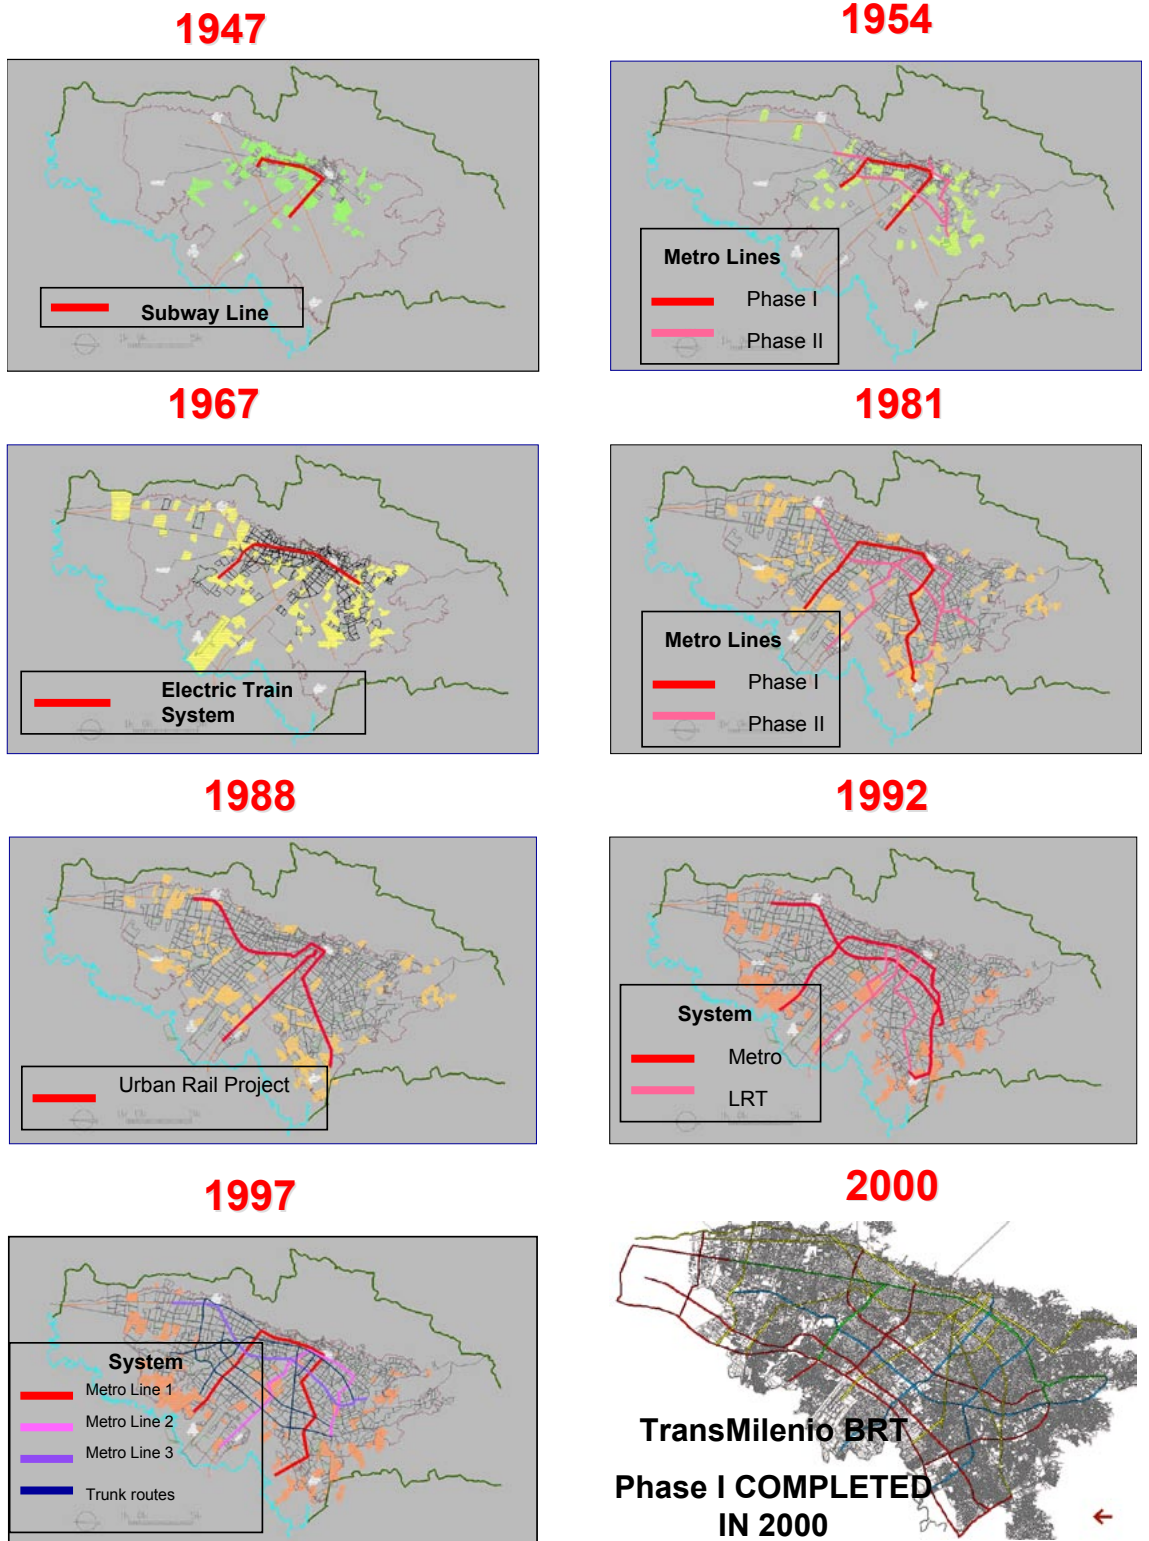 1947
1954
Subway Line
Metro Lines
Phase I
Phase II
1967
1981
Electric Train
System
Metro Lines
Phase I
Phase II
1988
1992
Urban Rail Project
System
Metro
LRT
1997
2000
System
Metro Line 1
Metro Line 2
Metro Line 3
Trunk routes
TransMilenio BRT
Phase I COMPLETED
IN 2000